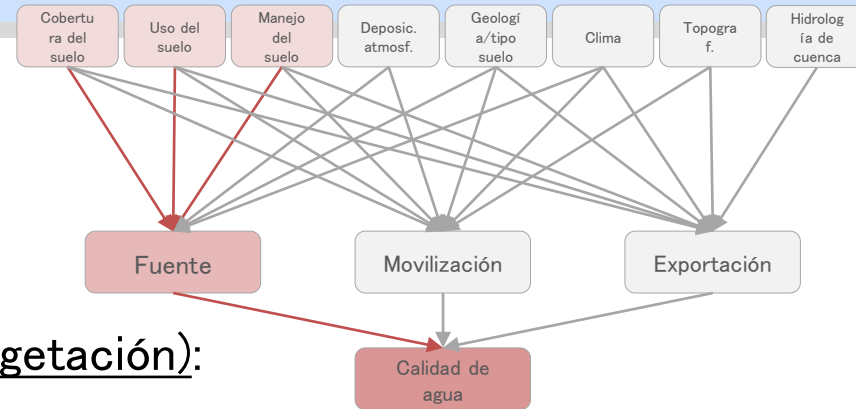 Cobertu
ra del
suelo
Uso del
suelo
Manejo
del
suelo
Deposic.
atmosf.
Geologí
a/tipo
suelo
Clima
Topogra
f.
Hidrolog
ía de
cuenca
Fuente
Movilización
Exportación
getación):
Calidad de
agua